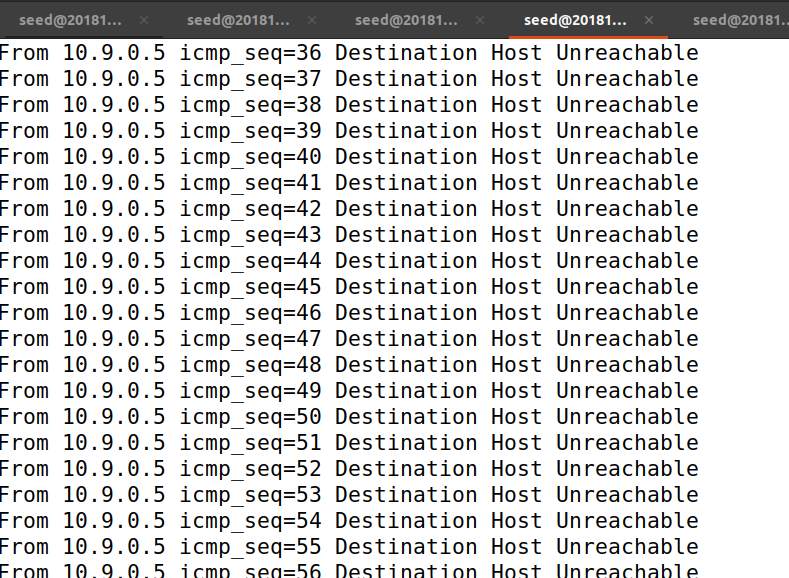 seed@20181... × seed@20181... × seed@20181... × seed@20181... × seed@20181..
From 10.9.0.5 icmp_seq=36 Destination Host Unreachable
From 10.9.0.5 icmp_seq=37 Destination Host Unreachable
From 10.9.0.5 icmp_seq=38 Destination Host Unreachable
From 10.9.0.5 icmp_seq=39 Destination Host Unreachable
From 10.9.0.5 icmp_seq=40 Destination Host Unreachable
From 10.9.0.5 icmp_seq=41 Destination Host Unreachable
From 10.9.0.5 icmp_seq=42 Destination Host Unreachable
From 10.9.0.5 icmp_seq=43 Destination Host Unreachable
From 10.9.0.5 icmp_seq=44 Destination Host Unreachable
From 10.9.0.5 icmp_seq=45 Destination Host Unreachable
From 10.9.0.5 icmp_seq=46 Destination Host Unreachable
From 10.9.0.5 icmp_seq=47 Destination Host Unreachable
From 10.9.0.5 icmp_seq=48 Destination Host Unreachable
From 10.9.0.5 icmp_seq=49 Destination Host Unreachable
From 10.9.0.5 icmp_seq=50 Destination Host Unreachable
From 10.9.0.5 icmp_seq=51 Destination Host Unreachable
From 10.9.0.5 icmp_seq=52 Destination Host Unreachable
From 10.9.0.5 icmp_seq=53 Destination Host Unreachable
From 10.9.0.5 icmp_seq=54 Destination Host Unreachable
From 10.9.0.5 icmp_seq=55 Destination Host Unreachable
From 10.9.0.5 icmp_seq=56 Destination Host Unreachable